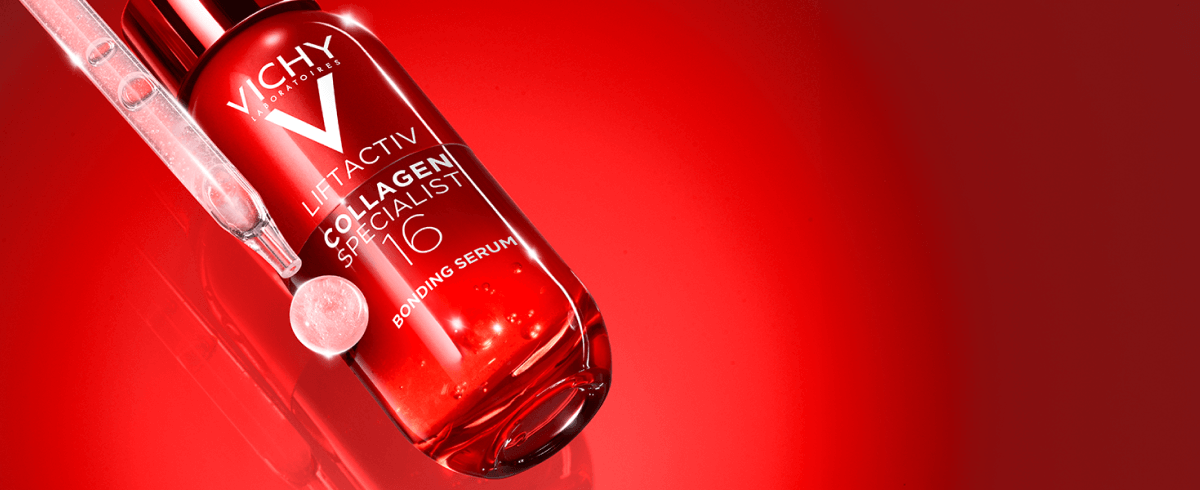 VICHY
LABORATOIRES
LIFTACTIV
COLLAGEN
SPECIALIST
16
BONDING SERUM